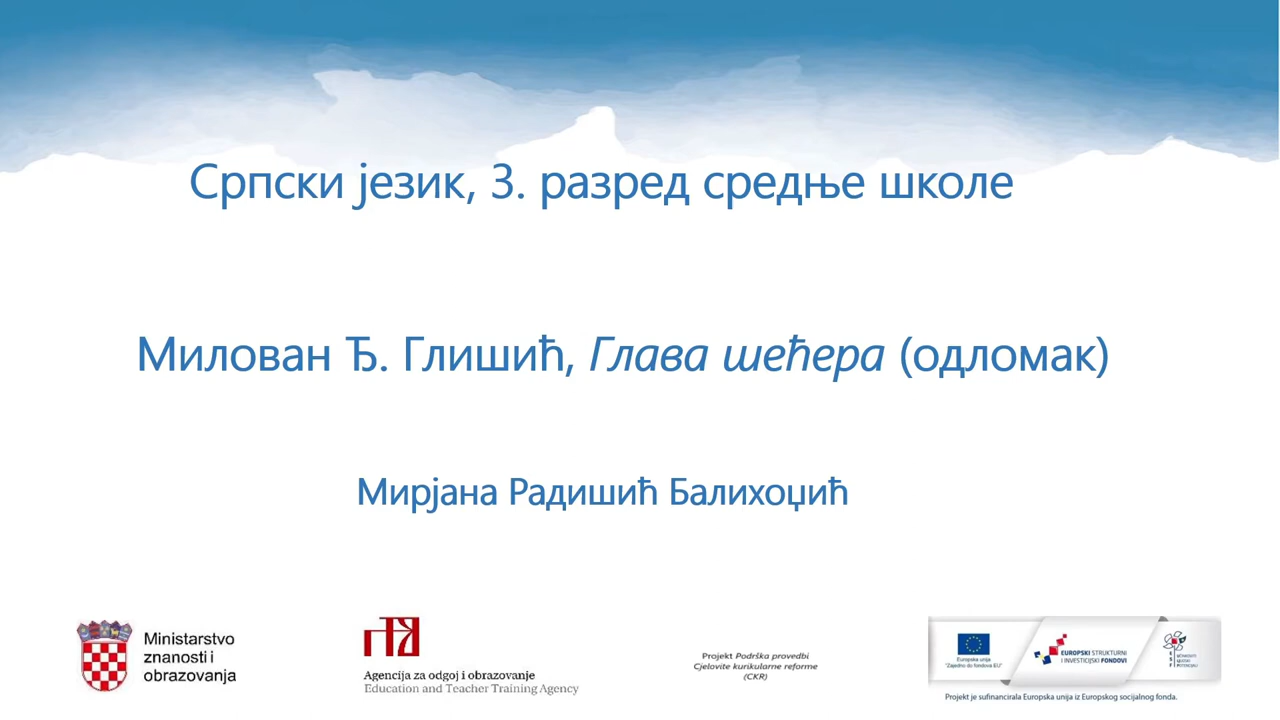 Српски језик, 3. разред средње школе
Милован Ђ. Глишић, Глава шећера (одломак)
Мирјана Радишић Балихоџић
Ministarstvo
znanosti i
obrazovanja
Agencija za odgoj i obrazovanje
Education and Teacher Training Agency
Projekt Podrška provedbi
Cjelovite kurikularne reforme
(CKR)
Europska unija
"Zajedno do fondova EU"
EUROPSKI STRUKTURNI
I INVESTICIJSKI FONDOVI
Projekt je sufinancirala Europska unija iz Europskog socijalnog fonda.